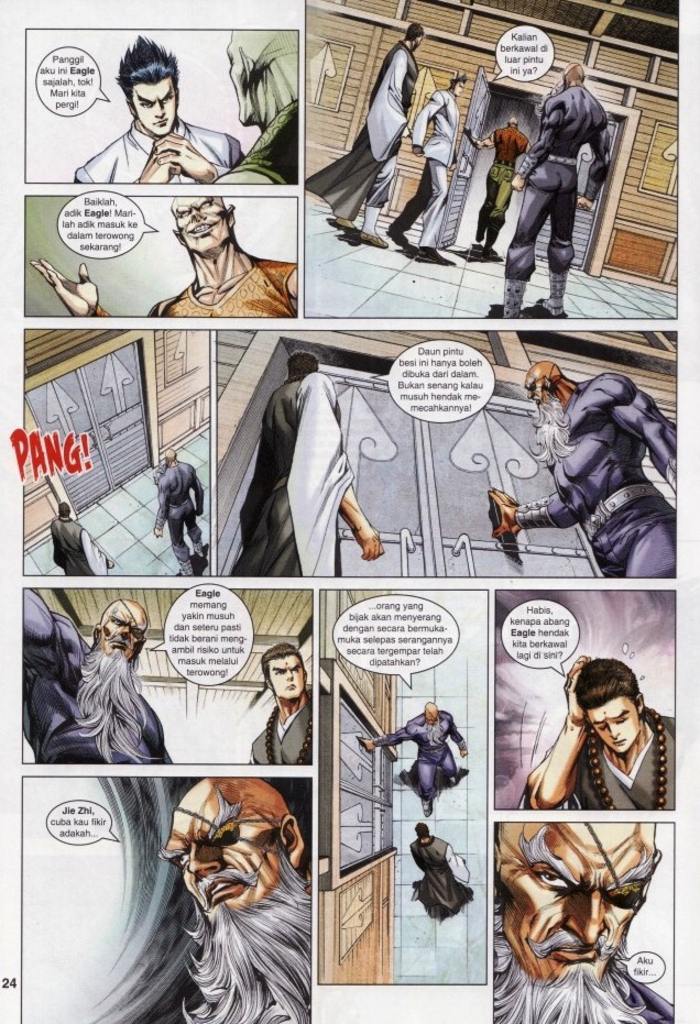 Panggil
aku ini Eagle
sajalah, tok!
Mari kita
pergi!
Kalian
berkawal di
luar pintu
ini ya?
Baiklah,
adik Eagle! Mari-
lah adik masuk ke
dalam terowong
sekarang!
PANG!
Daun pintu
besi ini hanya boleh
dibuka dari dalam.
Bukan senang kalau
musuh hendak me-
mecahkannya!
Eagle
memang
yakin musuh
dan seteru pasti
tidak berani meng-
ambil risiko untuk
masuk melalui
terowong!
...orang yang
bijak akan menyerang
dengan secara bermuka-
muka selepas serangannya
secara tergempar telah
dipatahkan?
Habis,
kenapa abang
Eagle hendak
kita berkawal
lagi di sini?
Jie Zhi,
cuba kau fikir
adakah...
Aku
fikir...
24